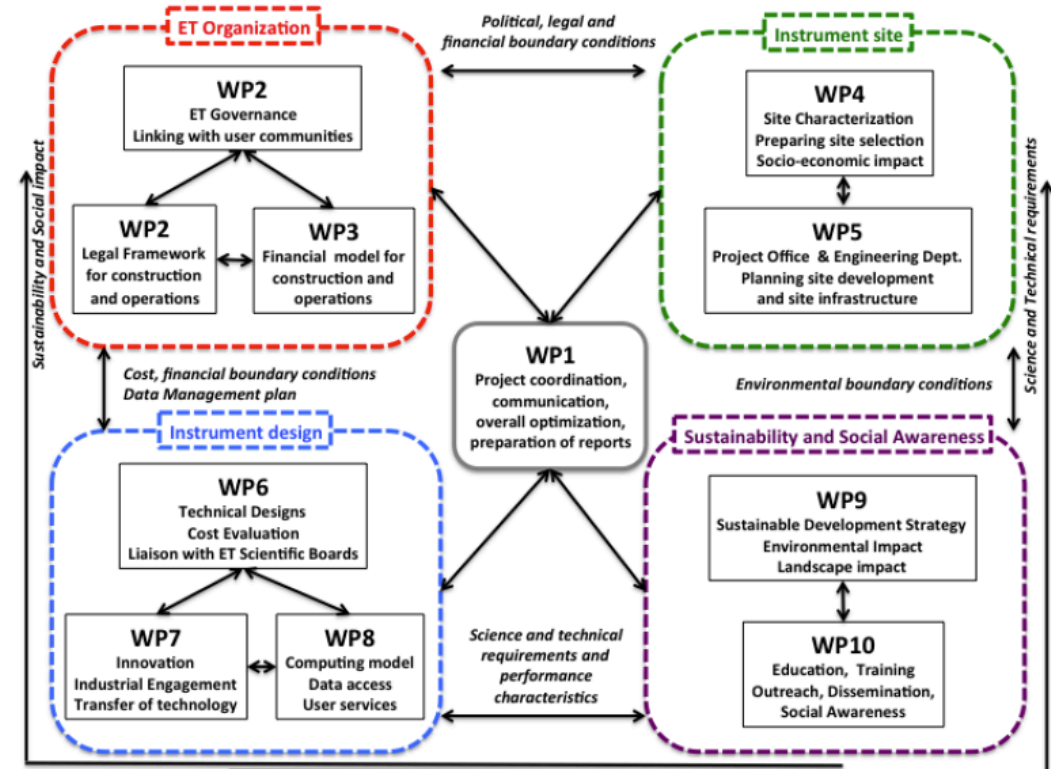 ET Organization
WP2
ET Governance
Linking with user communities
WP2
Legal Framework
for construction
and operations
WP3
Financial model for
construction and
operations
Political, legal and
financial boundary conditions
Instrument site
WP4
Site Characterization
Preparing site selection
Socio-economic impact
WP5
Project Office & Engineering Dept.
Planning site development
and site infrastructure
Sustainability and Social impact
Science and Technical requirements
WP1
Project coordination,
communication,
overall optimization,
preparation of reports
Cost, financial boundary conditions
Data Management plan
Environmental boundary conditions
Instrument design
WP6
Technical Designs
Cost Evaluation
Liaison with ET Scientific Boards
WP7
Innovation
Industrial Engagement
Transfer of technology
WP8
Computing model
Data access
User services
Science and technical
requirements and
performance
characteristics
Sustainability and Social Awareness
WP9
Sustainable Development Strategy
Environmental Impact
Landscape impact
WP10
Education, Training
Outreach, Dissemination,
Social Awareness